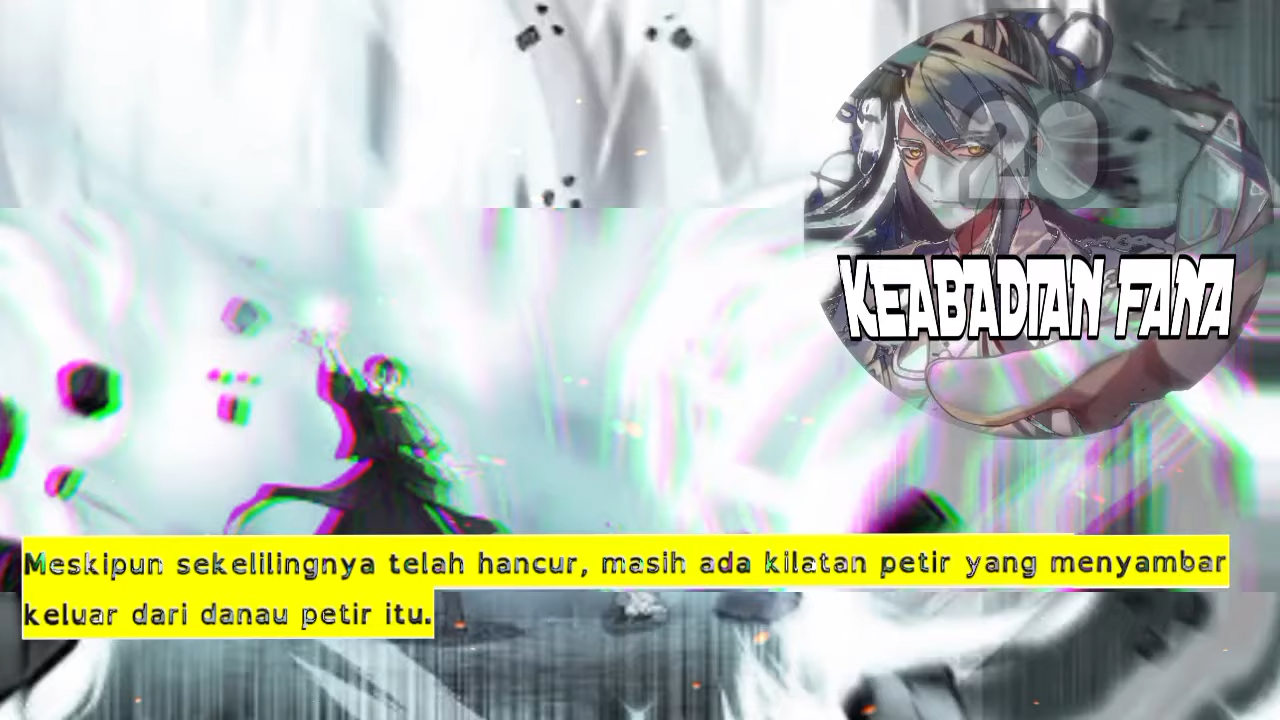 20
KEABADIAN FANA
Meskipun sekelilingnya telah hancur, masih ada kilatan petir yang menyambar
keluar dari danau petir itu.